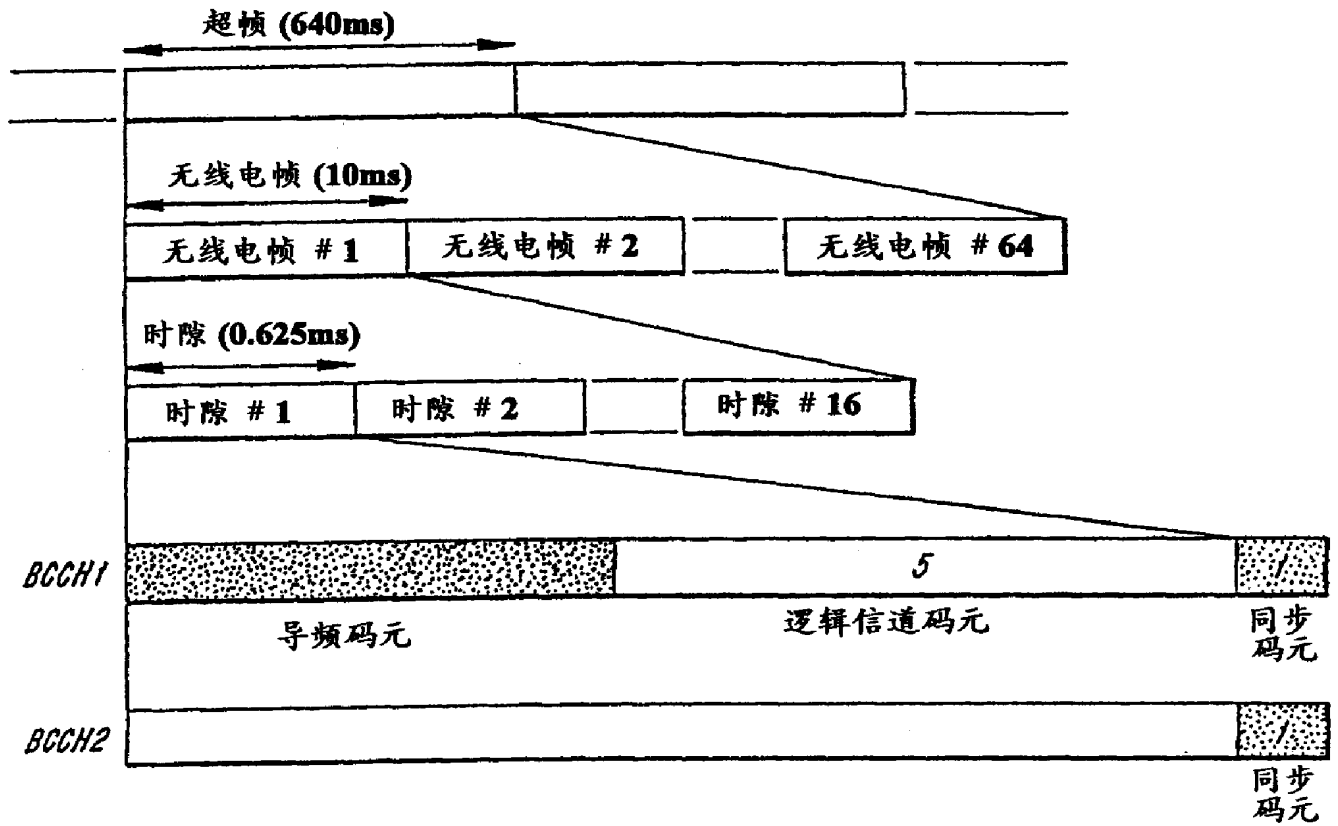 超帧 (640ms)
无线电帧 (10ms)
无线电帧 # 1
无线电帧 # 2
无线电帧 # 64
时隙 (0.625ms)
时隙 # 1
时隙 # 2
时隙 # 16
BCCH1
5
1
导频码元
逻辑信道码元
同步
码元
BCCH2
1
同步
码元